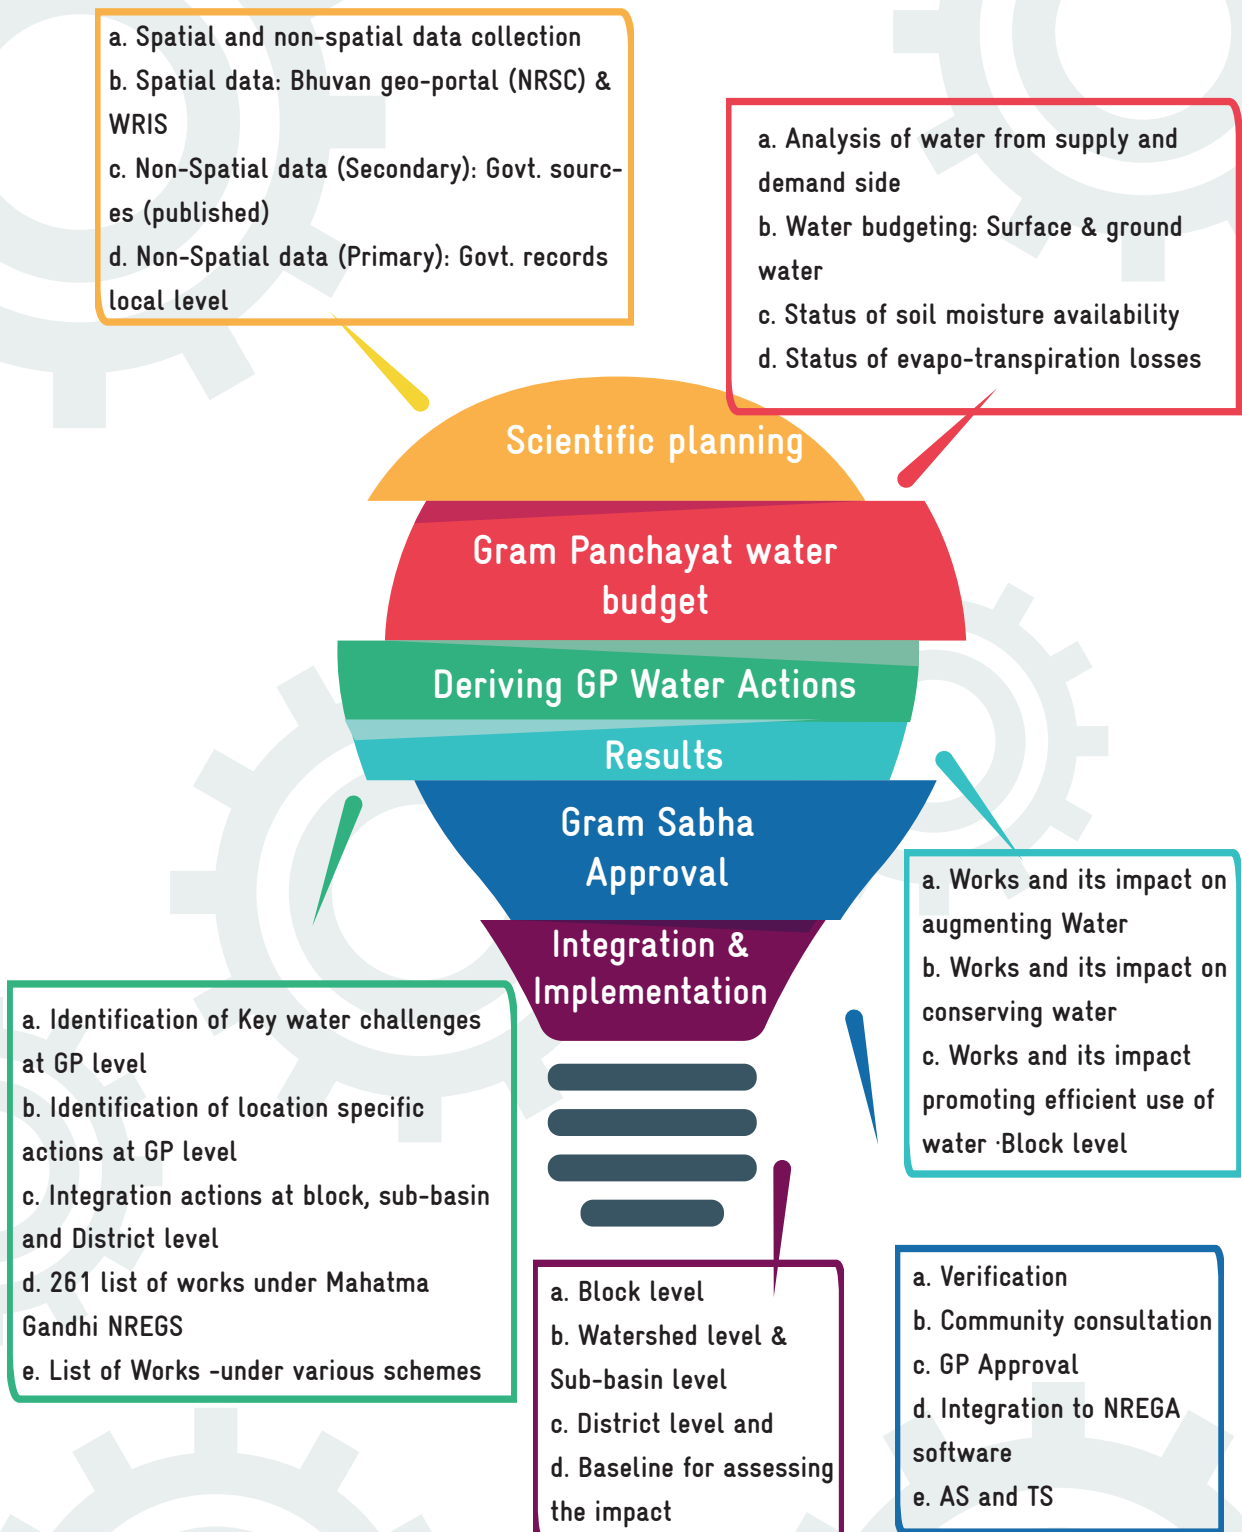 a. Spatial and non-spatial data collection
b. Spatial data: Bhuvan geo-portal (NRSC) &
WRIS
c. Non-Spatial data (Secondary): Govt. sourc-
es (published)
d. Non-Spatial data (Primary): Govt. records
local level
a. Analysis of water from supply and
demand side
b. Water budgeting: Surface & ground
water
c. Status of soil moisture availability
d. Status of evapo-transpiration losses
Scientific planning
Gram Panchayat water
budget
Deriving GP Water Actions
Results
Gram Sabha
Approval
Integration &
Implementation
a. Works and its impact on
augmenting Water
b. Works and its impact on
conserving water
c. Works and its impact
promoting efficient use of
water ·Block level
a. Identification of Key water challenges
at GP level
b. Identification of location specific
actions at GP level
c. Integration actions at block, sub-basin
and District level
d. 261 list of works under Mahatma
Gandhi NREGS
e. List of Works -under various schemes
a. Block level
b. Watershed level &
Sub-basin level
c. District level and
d. Baseline for assessing
the impact
a. Verification
b. Community consultation
c. GP Approval
d. Integration to NREGA
software
e. AS and TS